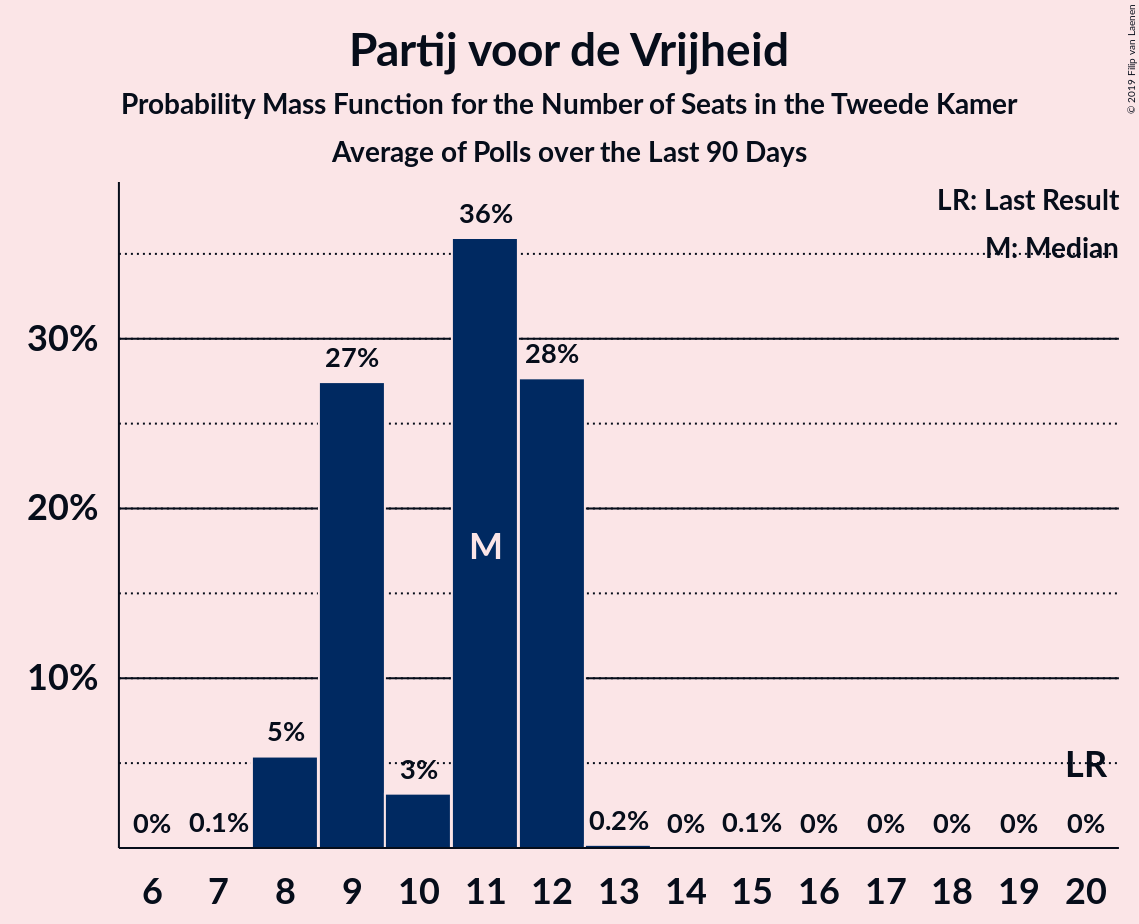 Partij voor de Vrijheid
Probability Mass Function for the Number of Seats in the Tweede Kamer
Average of Polls over the Last 90 Days
© 2019 Filip van Laenen
LR: Last Result
M: Median
36%
30%
27%
28%
20%
M
10%
5%
3%
LR
0% 0.1% 0.2% 0% 0.1% 0% 0% 0% 0% 0%
6 7 8 9 10 11 12 13 14 15 16 17 18 19 20